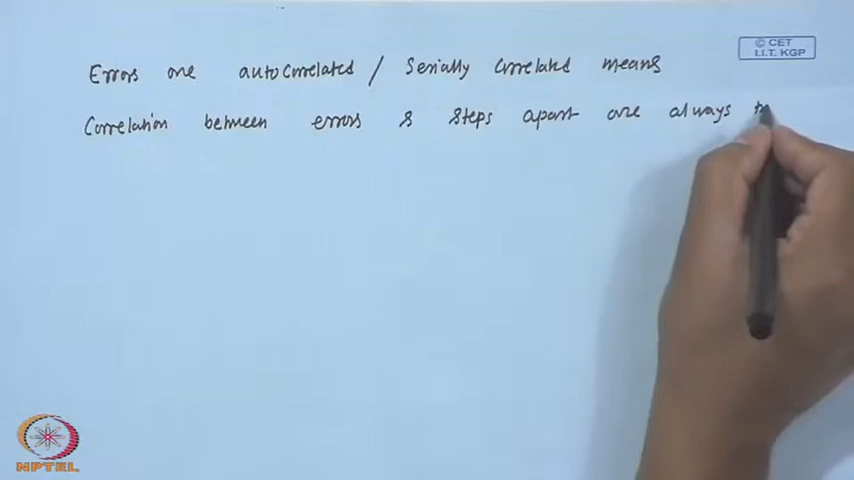 © CET
I.I.T. KGP
Errors are autocorrelated / Serially correlated means
Correlation between errors s steps apart are always
NPTEL